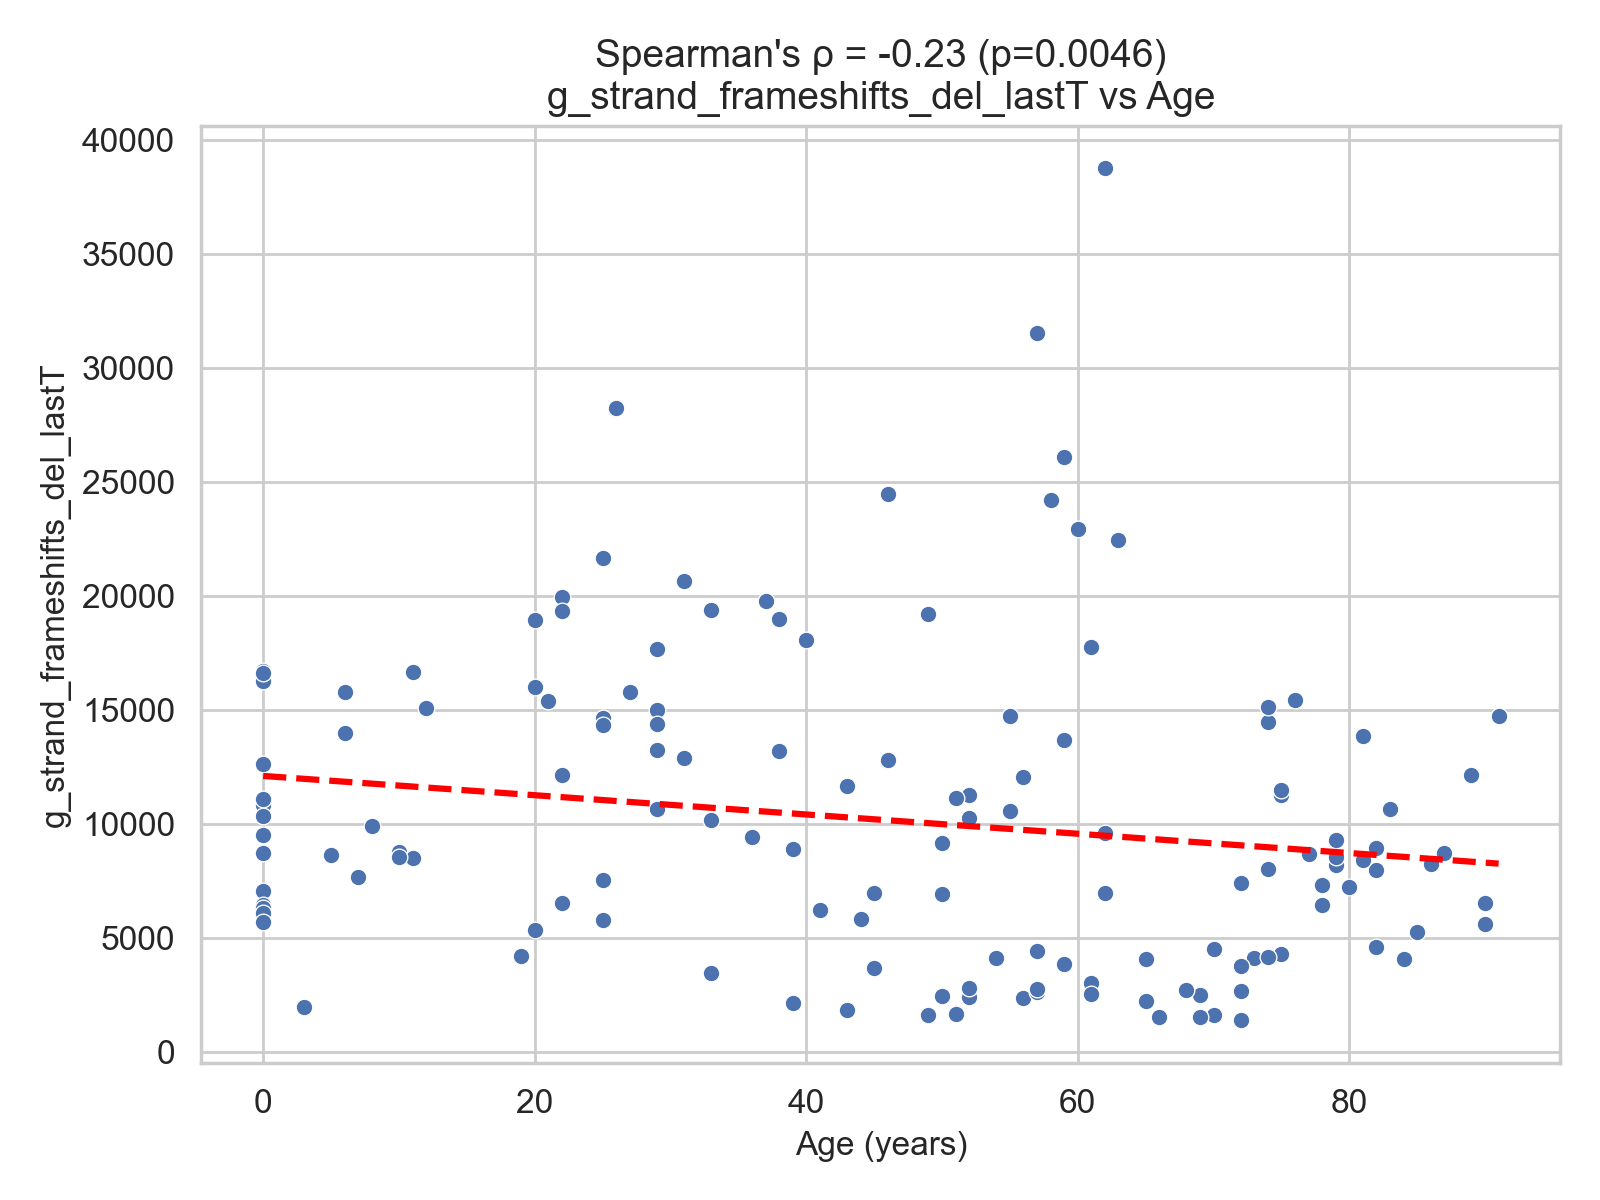 Spearman's ρ = -0.23 (p=0.0046)
g_strand_frameshifts_del_lastT vs Age
40000
35000
30000
25000
20000
15000
10000
5000
0
g_strand_frameshifts_del_lastT
0 20 40 60 80
Age (years)